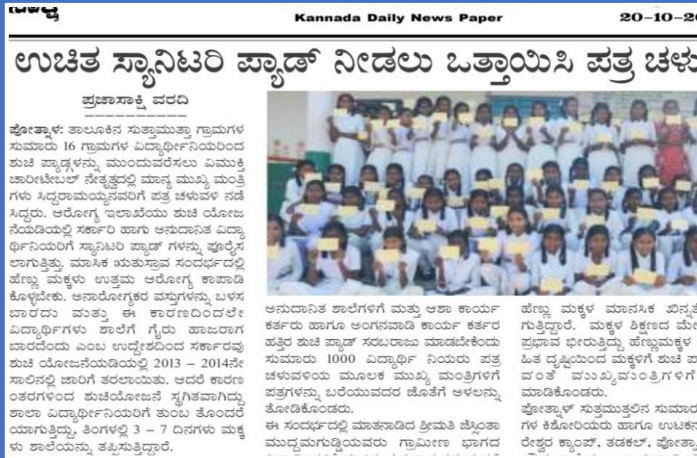 Kannada Daily News Paper
20-10-20
ಉಚಿತ ಸ್ಯಾನಿಟರಿ ಪ್ಯಾಡ್ ನೀಡಲು ಒತ್ತಾಯಿಸಿ ಪತ್ರ ಚಳು
ಪ್ರಜಾಸಾಕ್ಷಿ ವರದಿ
ಪೋತ್ನಾಳ: ತಾಲೂಕಿನ ಸುತ್ತಾಮುತ್ತಾ ಗ್ರಾಮಗಳ
ಸುಮಾರು 16 ಗ್ರಾಮಗಳ ವಿದ್ಯಾರ್ಥಿನಿಯರಿಂದ
ಶುಚಿ ಪ್ಯಾಡ್ಗಳನ್ನು ಮುಂದುವರೆಸಲು ವಿಮುಕ್ತಿ
ಚಾರಿಟೇಬಲ್ ನೇತೃತ್ವದಲ್ಲಿ ಮಾನ್ಯ ಮುಖ್ಯ ಮಂತ್ರಿ
ಗಳು ಸಿದ್ದರಾಮಯ್ಯನವರಿಗೆ ಪತ್ರ ಚಳುವಳಿ ನಡೆ
ಸಿದ್ದರು. ಆರೋಗ್ಯ ಇಲಾಖೆಯು ಶುಚಿ ಯೋಜ
ನೆಯಡಿಯಲ್ಲಿ ಸರ್ಕಾರಿ ಹಾಗು ಅನುದಾನಿತ ವಿದ್ಯಾ
ರ್ಥಿನಿಯರಿಗೆ ಸ್ಯಾನಿಟರಿ ಪ್ಯಾಡ್ ಗಳನ್ನು ಪೂರೈಸ
ಲಾಗುತ್ತಿತ್ತು. ಮಾಸಿಕ ಋತುಸ್ರಾವ ಸಂದರ್ಭದಲ್ಲಿ
ಹೆಣ್ಣು ಮಕ್ಕಳು ಉತ್ತಮ ಆರೋಗ್ಯ ಕಾಪಾಡಿ
ಕೊಳ್ಳಬೇಕು. ಅನಾರೋಗ್ಯಕರ ವಸ್ತುಗಳನ್ನು ಬಳಸ
ಬಾರದು ಮತ್ತು ಈ ಕಾರಣದಿಂದಲೇ
ವಿದ್ಯಾರ್ಥಿಗಳು ಶಾಲೆಗೆ ಗೈರು ಹಾಜರಾಗ
ಬಾರದೆಂದು ಎಂಬ ಉದ್ದೇಶದಿಂದ ಸರ್ಕಾರವು
ಶುಚಿ ಯೋಜನೆಯಡಿಯಲ್ಲಿ 2013 – 2014ನೇ
ಸಾಲಿನಲ್ಲಿ ಜಾರಿಗೆ ತರಲಾಯಿತು. ಆದರೆ ಕಾರಣ
ಂತರಗಳಿಂದ ಶುಚಿಯೋಜನೆ ಸ್ಥಗಿತವಾಗಿದ್ದು
ಶಾಲಾ ವಿದ್ಯಾರ್ಥಿನಿಯರಿಗೆ ತುಂಬ ತೊಂದರೆ
ಯಾಗುತ್ತಿದ್ದು, ತಿಂಗಳಲ್ಲಿ 3 – 7 ದಿನಗಳು ಮಕ್ಕ
ಳು ಶಾಲೆಯನ್ನು ತಪ್ಪಿಸುತ್ತಿದ್ದಾರೆ.
ಅನುದಾನಿತ ಶಾಲೆಗಳಿಗೆ ಮತ್ತು ಆಶಾ ಕಾರ್ಯ
ಕರ್ತರು ಹಾಗೂ ಅಂಗನವಾಡಿ ಕಾರ್ಯ ಕರ್ತರ
ಹತ್ತಿರ ಶುಚಿ ಪ್ಯಾಡ್ ಸರಬರಾಜು ಮಾಡಬೇಕೆಂದು
ಸುಮಾರು 1000 ವಿದ್ಯಾರ್ಥಿ ನಿಯರು ಪತ್ರ
ಚಳುವಳಿಯ ಮೂಲಕ ಮುಖ್ಯ ಮಂತ್ರಿಗಳಿಗೆ
ಪತ್ರಗಳನ್ನು ಬರೆಯುವದರ ಜೊತೆಗೆ ಅಳಲನ್ನು
ತೋಡಿಕೊಂಡರು.
ಈ ಸಂದರ್ಭದಲ್ಲಿ ಮಾತನಾಡಿದ ಶ್ರೀಮತಿ ಜೆಸ್ಸಿಂತಾ
ಮುದ್ದಮಗುಡ್ಡಿಯವರು ಗ್ರಾಮೀಣ ಭಾಗದ
ಹೆಣ್ಣು ಮಕ್ಕಳ ಮಾನಸಿಕ ಖಿನ್ನತ
ಗುತ್ತಿದ್ದಾರೆ. ಮಕ್ಕಳ ಶಿಕ್ಷಣದ ಮೇ
ಪ್ರಭಾವ ಭೀರುತ್ತಿದ್ದು ಹೆಣ್ಣುಮಕ್ಕಳ
ಹಿತ ದೃಷ್ಟಿಯಿಂದ ಮಕ್ಕಳಿಗೆ ಶುಚಿ ಪ
ವಂತೆ ಮುಖ್ಯಮಂತ್ರಿಗಳಿಗೆ
ಮಾಡಿಕೊಂಡರು.
ಪೋತ್ನಾಳ್ ಸುತ್ತಮುತ್ತಲಿನ ಸುಮಾರ
ಗಳ ಕಿಶೋರಿಯರು ಹಾಗೂ ಉಟಕನ
ರೇಶ್ವರ ಕ್ಯಾಂಪ್, ತಡಕಲ್, ಪೋತ್ನಾ